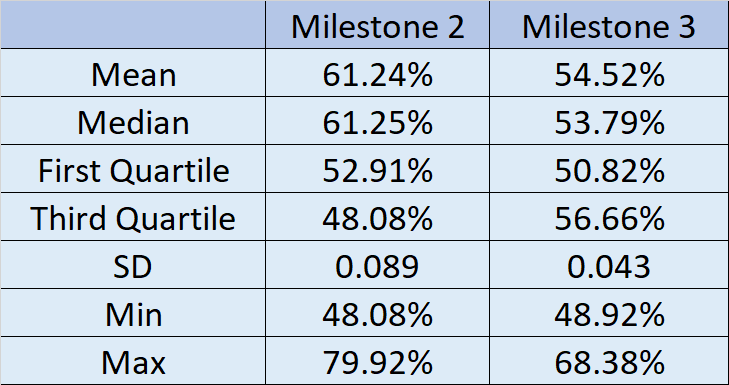 Milestone 2 Milestone 3
Mean 61.24% 54.52%
Median 61.25% 53.79%
First Quartile 52.91% 50.82%
Third Quartile 48.08% 56.66%
SD 0.089 0.043
Min 48.08% 48.92%
Max 79.92% 68.38%